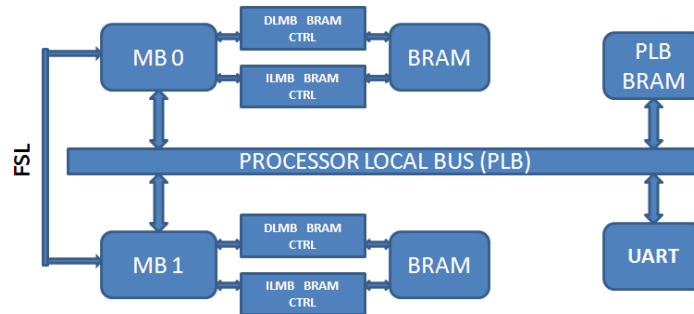 DLMB BRAM
CTRL
MB 0
BRAM
ILMB BRAM
CTRL
PLB
BRAM
FSL
PROCESSOR LOCAL BUS (PLB)
DLMB BRAM
CTRL
MB 1
BRAM
ILMB BRAM
CTRL
UART